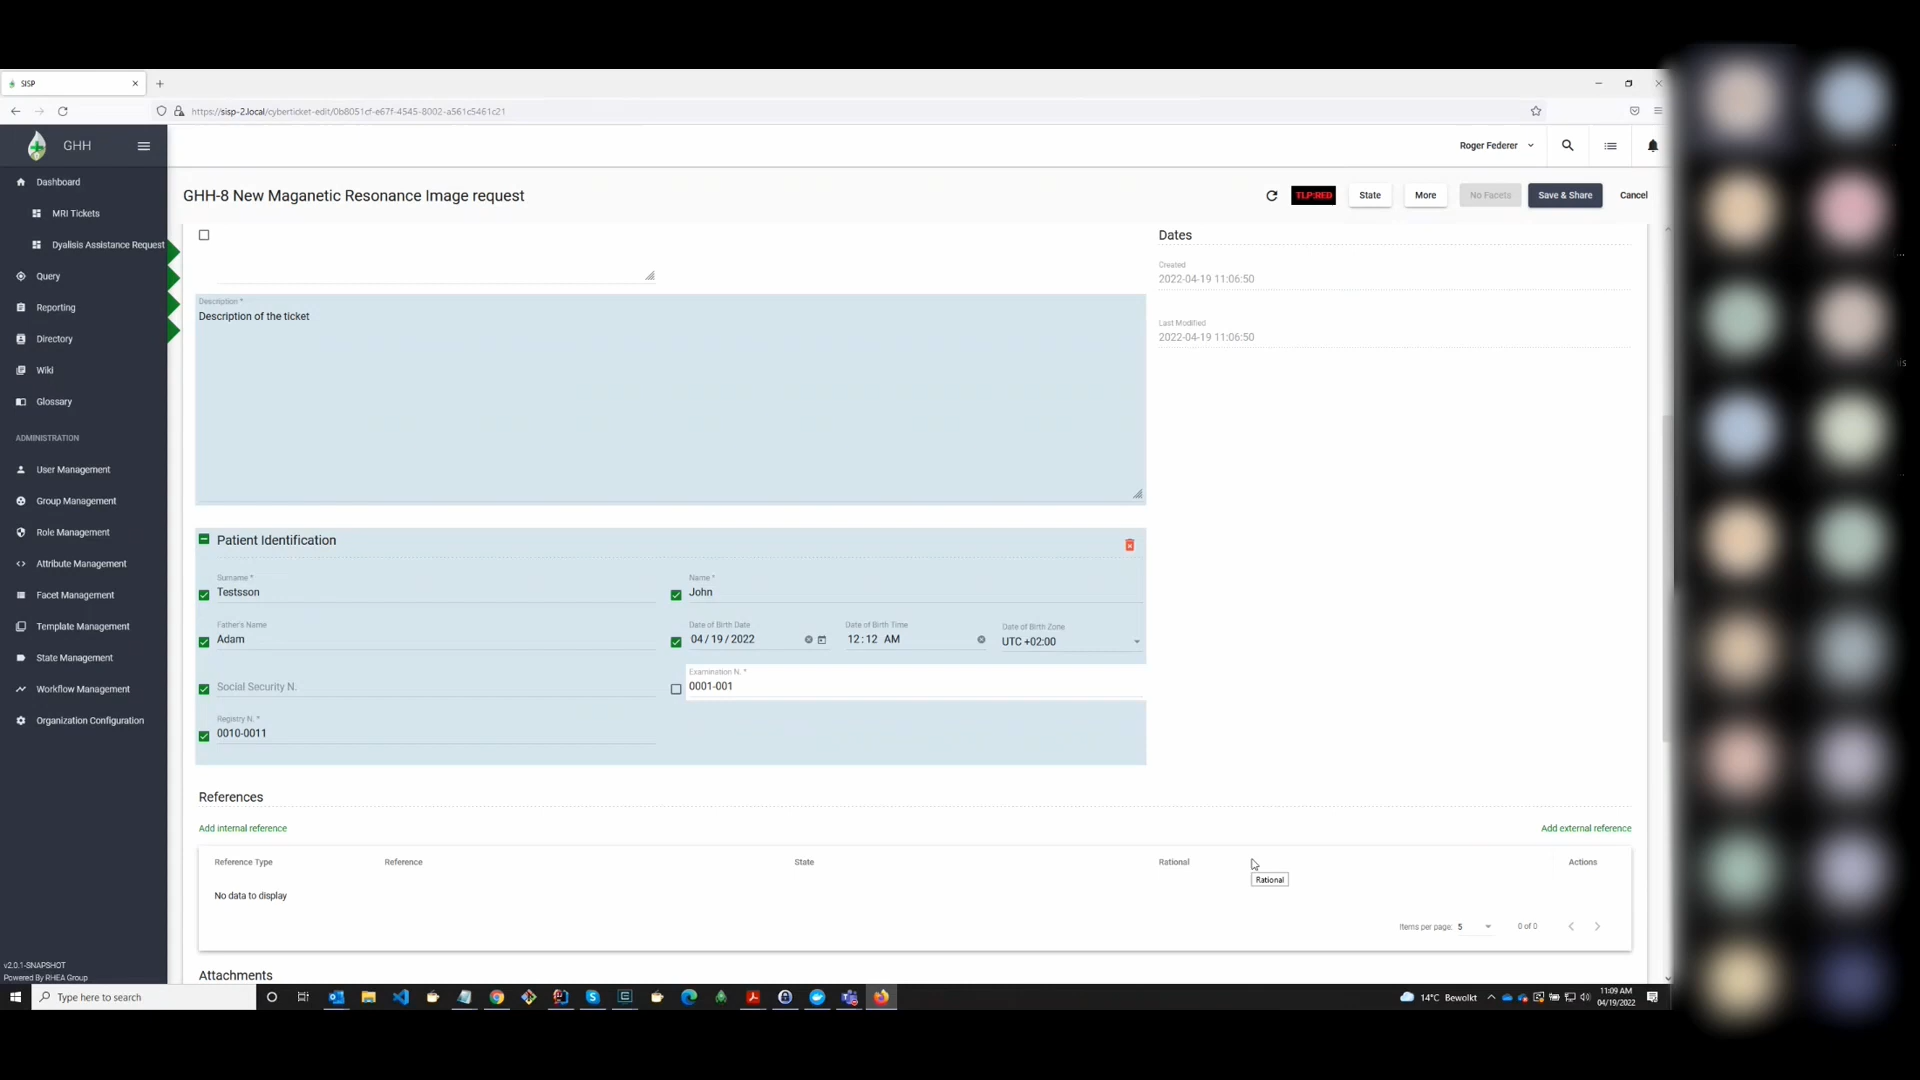 SISP
https://sisp-2.local/cyberticket-edit/0b8051cf-e67f-4545-8002-a561c5461c21
GHH
Roger Federer
Dashboard
MRI Tickets
Dyalisis Assistance Request
Query
Reporting
Directory
Wiki
Glossary
ADMINISTRATION
User Management
Group Management
Role Management
Attribute Management
Facet Management
Template Management
State Management
Workflow Management
Organization Configuration
v2.0.1-SNAPSHOT
Powered By RHEA Group
GHH-8 New Maganetic Resonance Image request
TLP:RED
State
More
No Facets
Save & Share
Cancel
Description *
Description of the ticket
Dates
Created
2022-04-19 11:06:50
Last Modified
2022-04-19 11:06:50
Patient Identification
Surname *
Testsson
Name *
John
Father's Name
Adam
Date of Birth Date
04/19/2022
Date of Birth Time
12:12 AM
Date of Birth Zone
UTC +02:00
Social Security N.
Examination N. *
0001-001
Registry N. *
0010-0011
References
Add internal reference
Add external reference
Reference Type Reference State Rational Actions
Rational
No data to display
Items per page: 5 0 of 0
Attachments
Type here to search
14°C Bewolkt
11:09 AM
04/19/2022